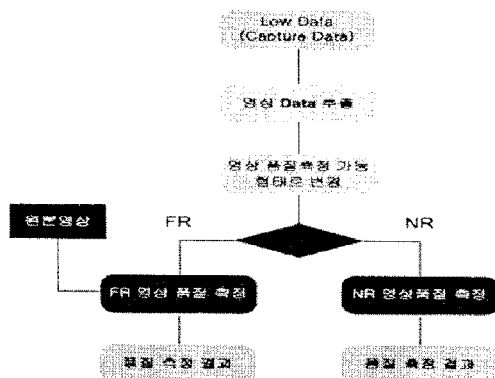 Low Data
(Capture Data)
영상 Data 추출
영상 품질측정 가능
형태로 변경
FR
NR
원본영상
FR 영상 품질 측정
NR 영상품질 측정
품질 측정 결과
품질 측정 결과